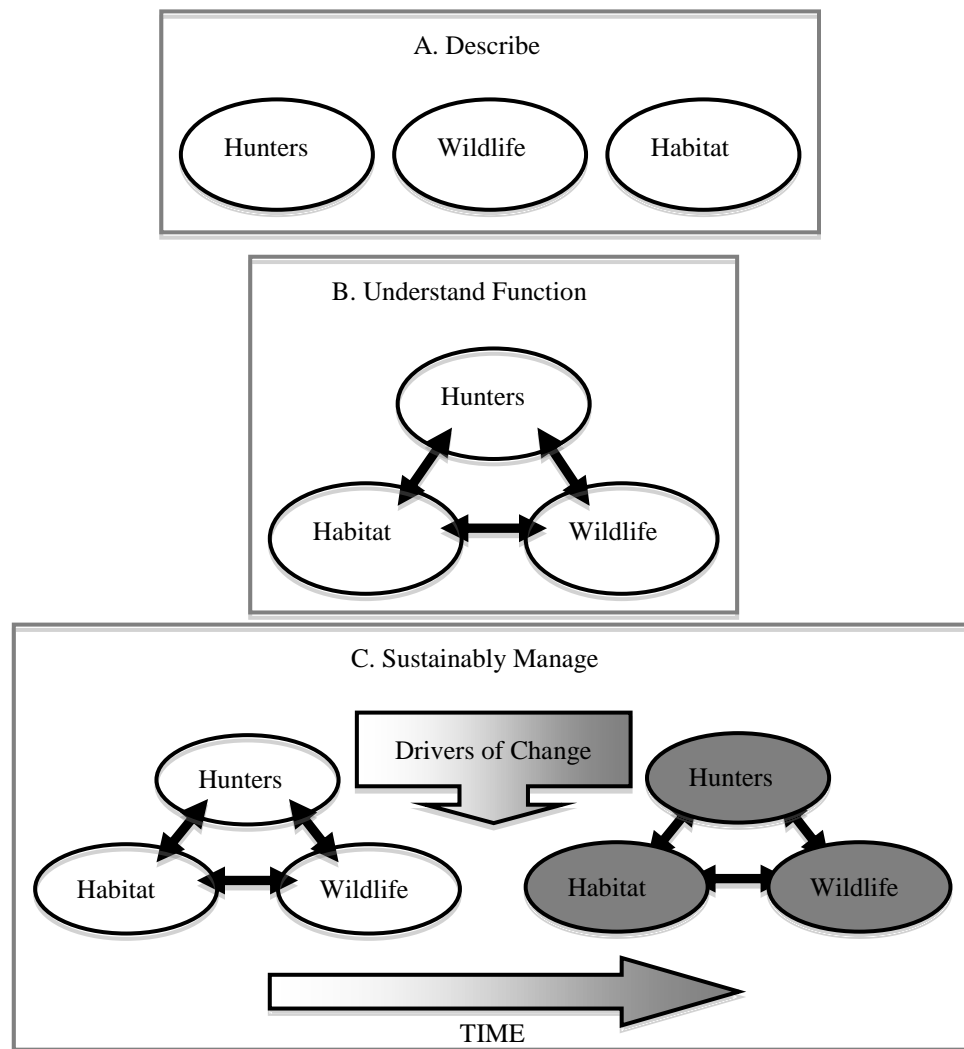 A. Describe
Hunters
Wildlife
Habitat
B. Understand Function
Hunters
Habitat
Wildlife
C. Sustainably Manage
Drivers of Change
Hunters
Habitat
Wildlife
Hunters
Habitat
Wildlife
TIME